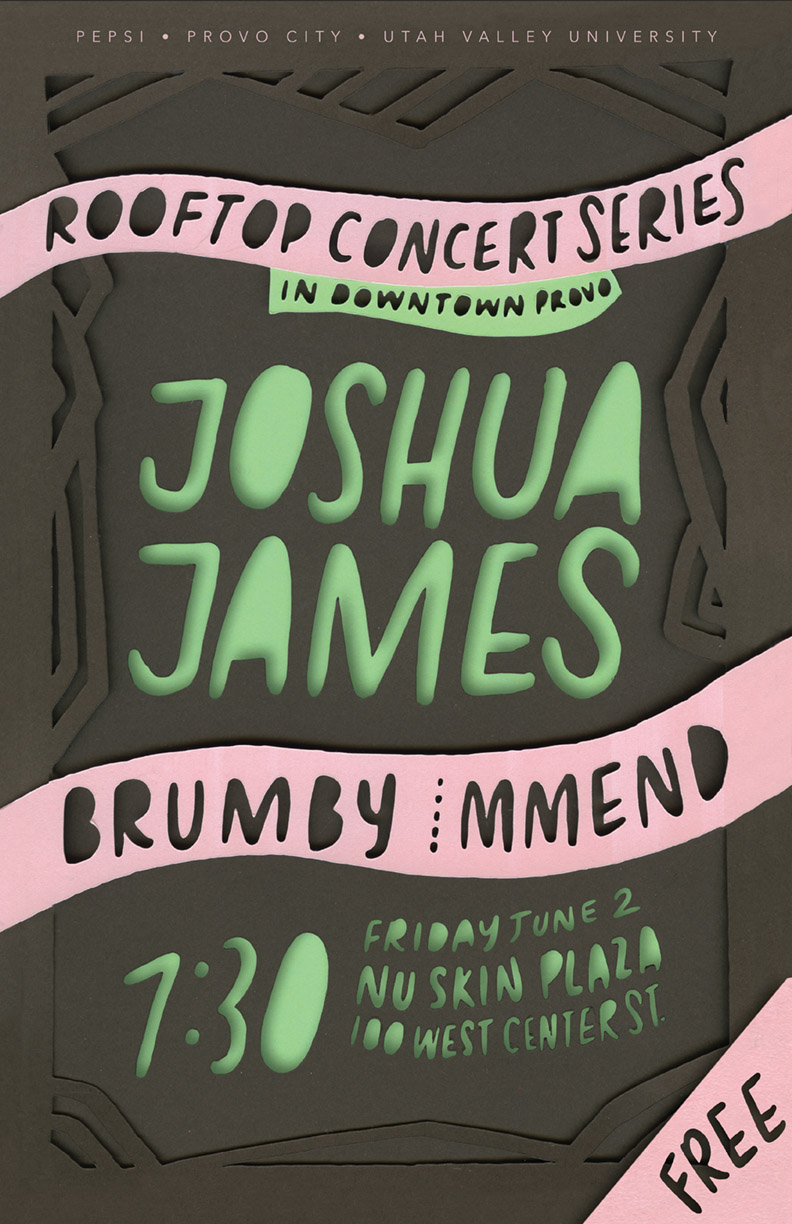 PEPSI • PROVO CITY • UTAH VALLEY UNIVERSITY
ROOFTOP CONCERT SERIES
IN DOWNTOWN PROVO
JOSHUA
JAMES
BRUMBY MMEND
7:30
FRIDAY JUNE 2
NU SKIN PLAZA
100 WEST CENTER ST.
FREE